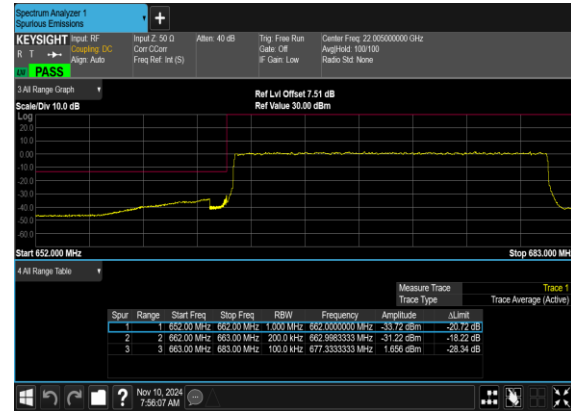 Spectrum Analyzer 1
Spurious Emissions
+
KEYSIGHT
R T
Input: RF
Coupling: DC
Align: Auto
Input Z: 50 Ω
Corr CCorr
Freq Ref: Int (S)
Atten: 40 dB
Trig: Free Run
Gate: Off
IF Gain: Low
Center Freq: 22.005000000 GHz
Avg|Hold: 100/100
Radio Std: None
PASS
3 All Range Graph
Scale/Div 10.0 dB
Ref Lvl Offset 7.51 dB
Ref Value 30.00 dBm
Log
20.0
10.0
0.00
-10.0
-20.0
-30.0
-40.0
-50.0
-60.0
Start 652.000 MHz
Stop 683.000 MH
4 All Range Table
Measure Trace Trace 1
Trace Type Trace Average (Active)
Spur Range Start Freq Stop Freq RBW Frequency Amplitude ΔLimit
1 1 652.00 MHz 662.00 MHz 1.000 MHz 662.0000000 MHz -33.72 dBm -20.72 dB
2 2 662.00 MHz 663.00 MHz 200.0 kHz 662.9983333 MHz -31.22 dBm -18.22 dB
3 3 663.00 MHz 683.00 MHz 100.0 kHz 677.3333333 MHz 1.656 dBm -28.34 dB
?
Nov 10, 2024
7:56:07 AM